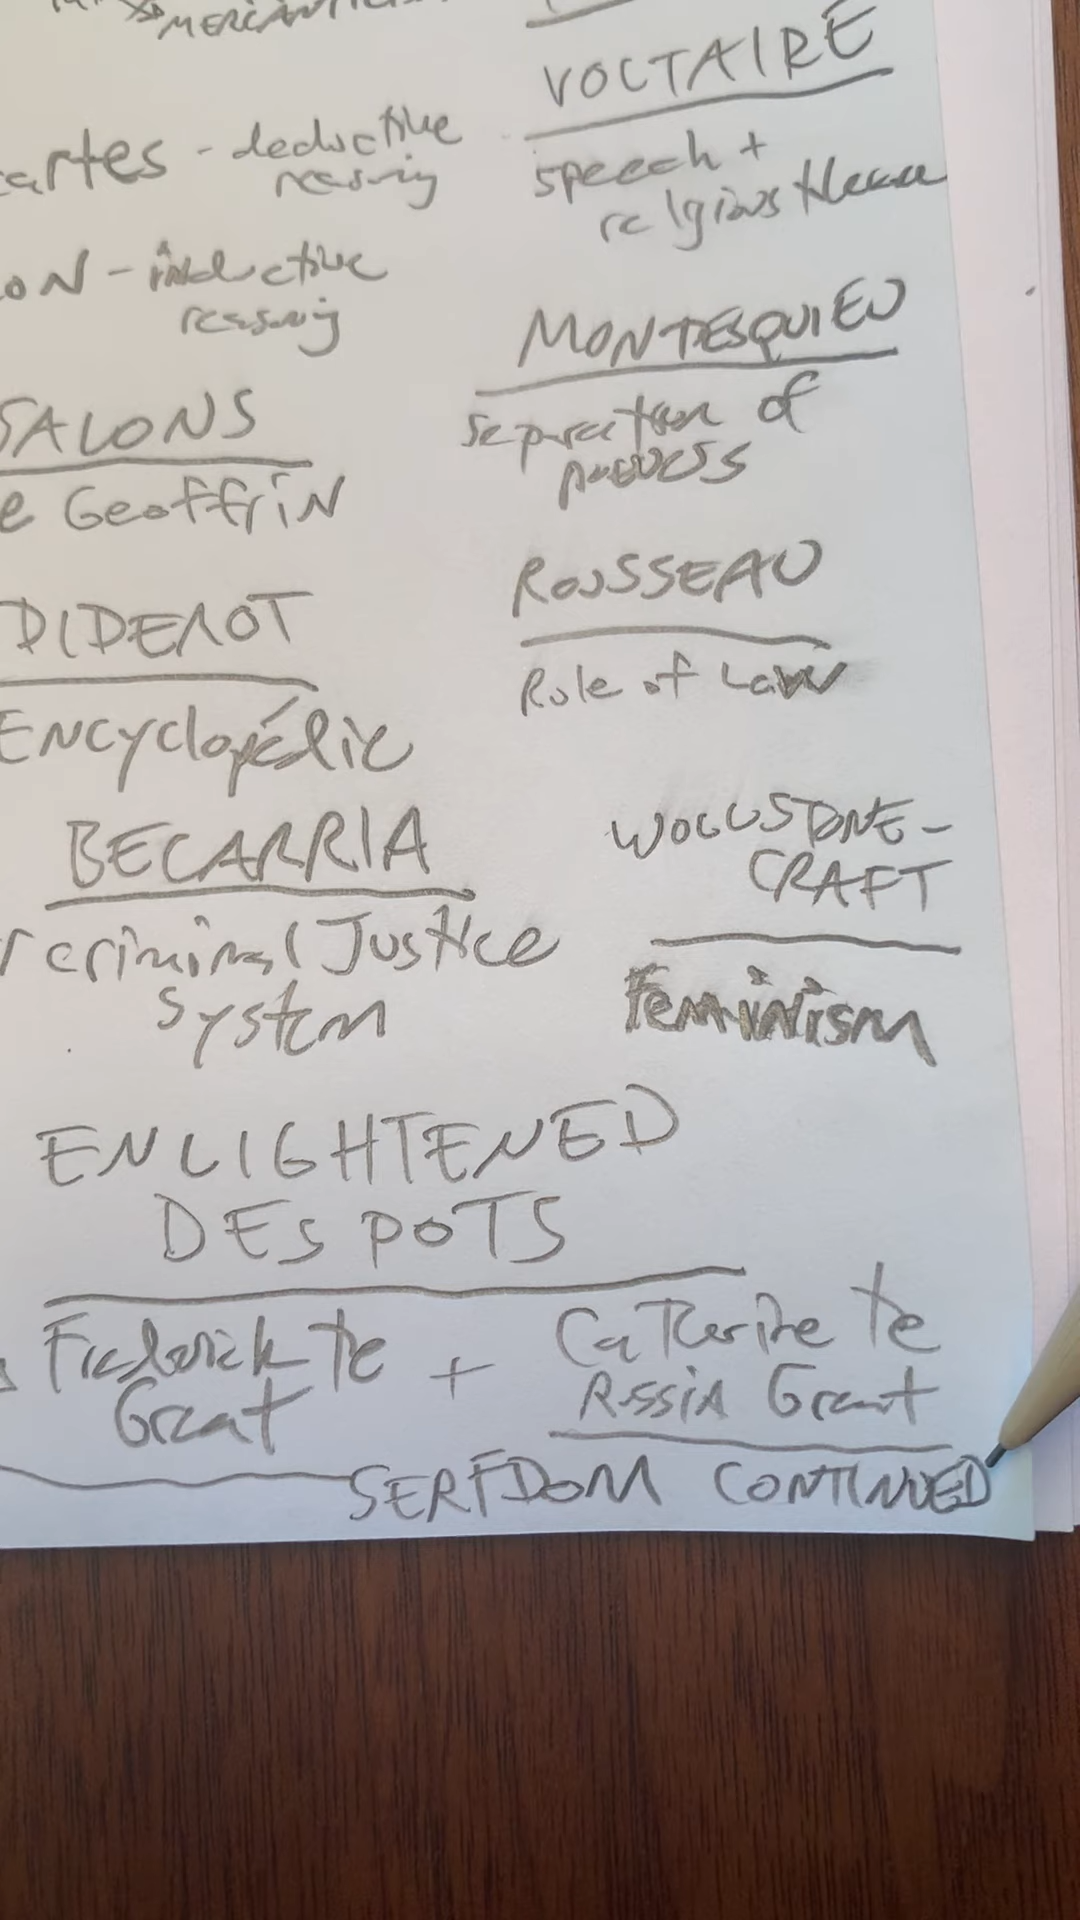 MERCANTILI
VOLTAIRE
speech +
religious
artes - deductive
reasoning
ON - inductive
reasoning
MONTESQUIEU
Separation of
powers
SALONS
e Geoffrin
ROUSSEAU
Rule of Law
DIDEROT
ENcyclopédie
BECARRIA
criminal Justice
System
WOLLSTONE-
CRAFT
Feminism
ENLIGHTENED
DESPOTS
Frederick the
Great
+
Catherine the
Russia Great
SERFDOM CONTINUED